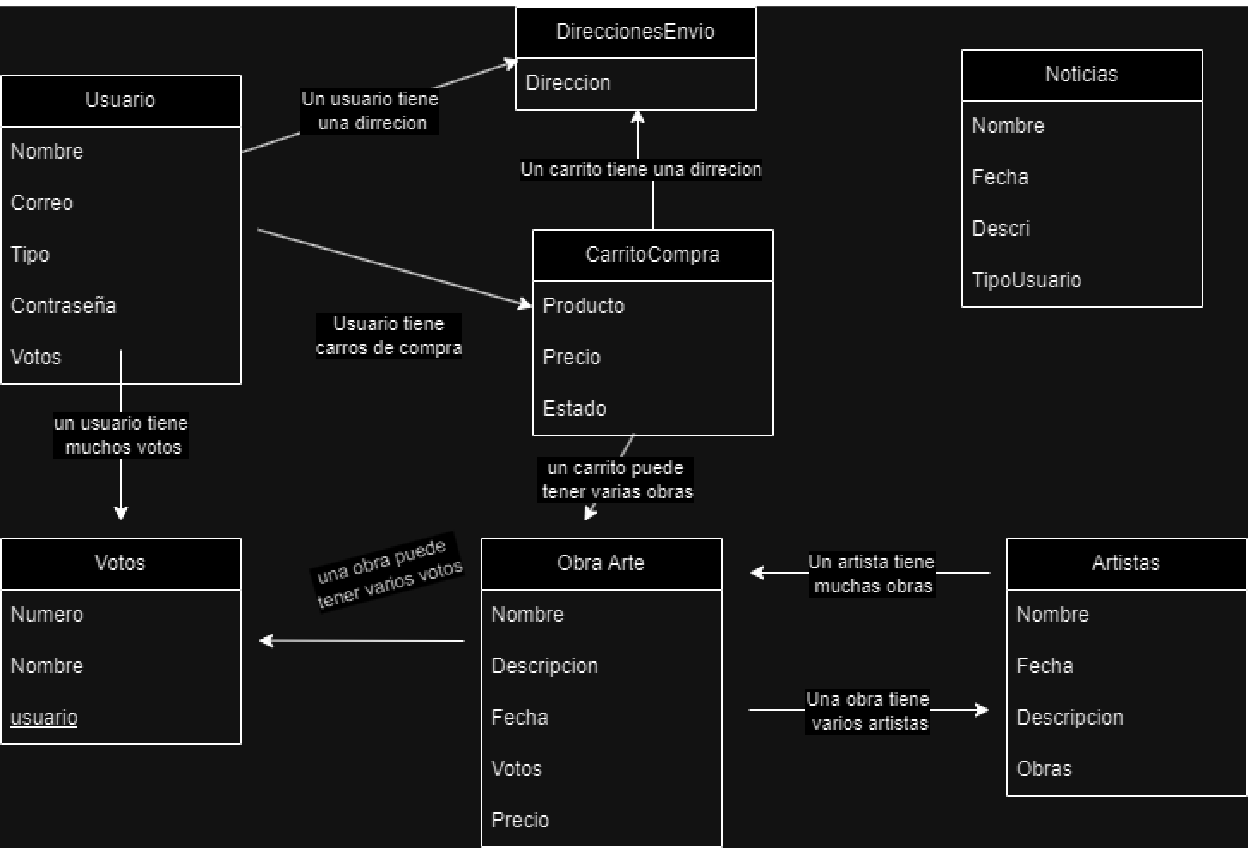 DireccionesEnvio
Direccion
Noticias
Nombre
Fecha
Descri
TipoUsuario
Usuario
Nombre
Correo
Tipo
Contraseña
Votos
Un usuario tiene
una dirrecion
Un carrito tiene una dirrecion
CarritoCompra
Producto
Precio
Estado
Usuario tiene
carros de compra
un usuario tiene
muchos votos
un carrito puede
tener varias obras
Votos
Numero
Nombre
usuario
una obra puede
tener varios votos
Obra Arte
Nombre
Descripcion
Fecha
Votos
Precio
Un artista tiene
muchas obras
Una obra tiene
varios artistas
Artistas
Nombre
Fecha
Descripcion
Obras